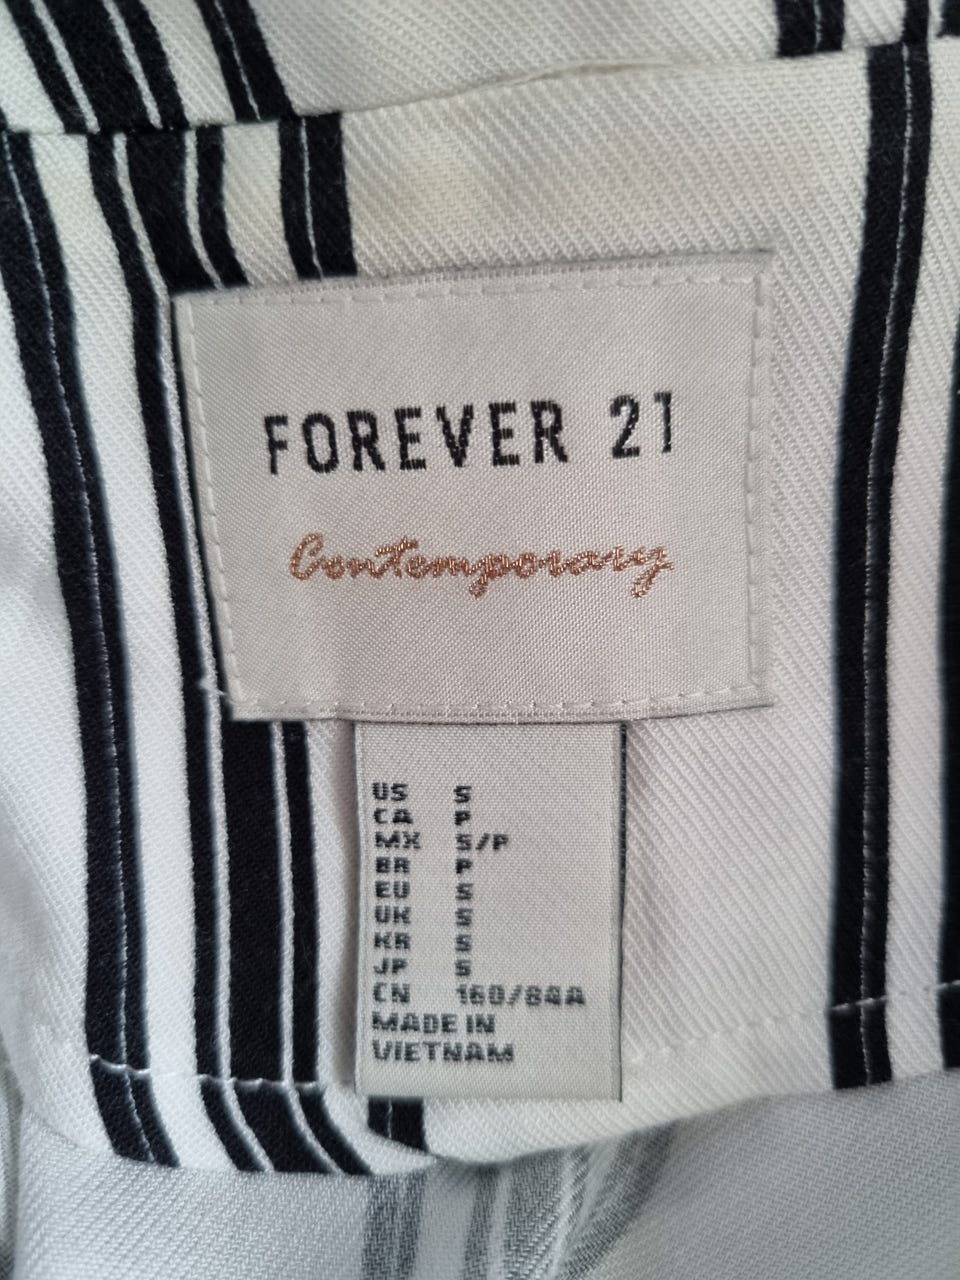 FOREVER 21
Contemporary
US S
CA P
MX S/P
BR P
EU S
UK S
KR S
JP S
CN 160/84A
MADE IN
VIETNAM